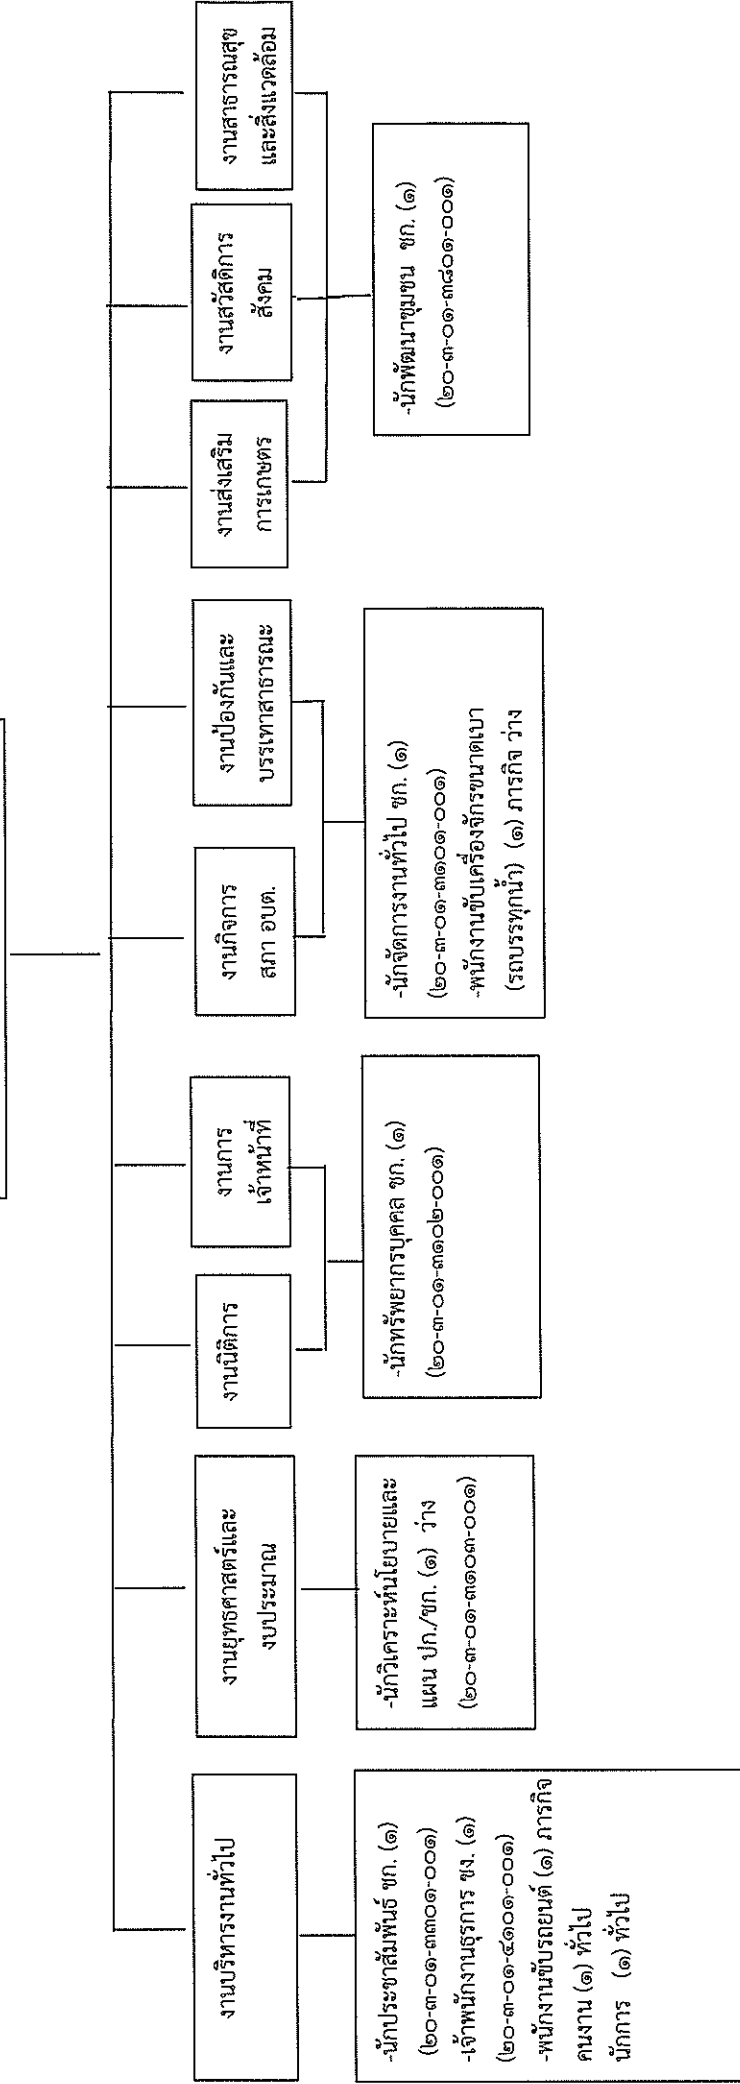 งานบริหารงานทั่วไป
งานยุทธศาสตร์และ
งบประมาณ
งานนิติการ
งานการ
เจ้าหน้าที่
งานกิจการ
สภา อบต.
งานป้องกันและ
บรรเทาสาธารณะ
งานส่งเสริม
การเกษตร
งานสวัสดิการ
สังคม
งานสาธารณสุข
และสิ่งแวดล้อม
-นักประชาสัมพันธ์ ชก. (๑)
(๒๐-๓-๐๑-๓๓๐๑-๐๐๑)
-เจ้าพนักงานธุรการ ชง. (๑)
(๒๐-๓-๐๑-๔๑๐๑-๐๐๑)
-พนักงานขับรถยนต์ (๑) ภารกิจ
คนงาน (๑) ทั่วไป
นักการ (๑) ทั่วไป
-นักวิเคราะห์นโยบายและ
แผน ปก./ชก. (๑) ว่าง
(๒๐-๓-๐๑-๓๑๐๓-๐๐๑)
-นักทรัพยากรบุคคล ชก. (๑)
(๒๐-๓-๐๑-๓๑๐๒-๐๐๑)
-นักจัดการงานทั่วไป ชก. (๑)
(๒๐-๓-๐๑-๓๑๐๑-๐๐๑)
-พนักงานขับเครื่องจักรขนาดเบา
(รถบรรทุกน้ำ) (๑) ภารกิจ ว่าง
-นักพัฒนาชุมชน ชก. (๑)
(๒๐-๓-๐๑-๓๘๐๑-๐๐๑)